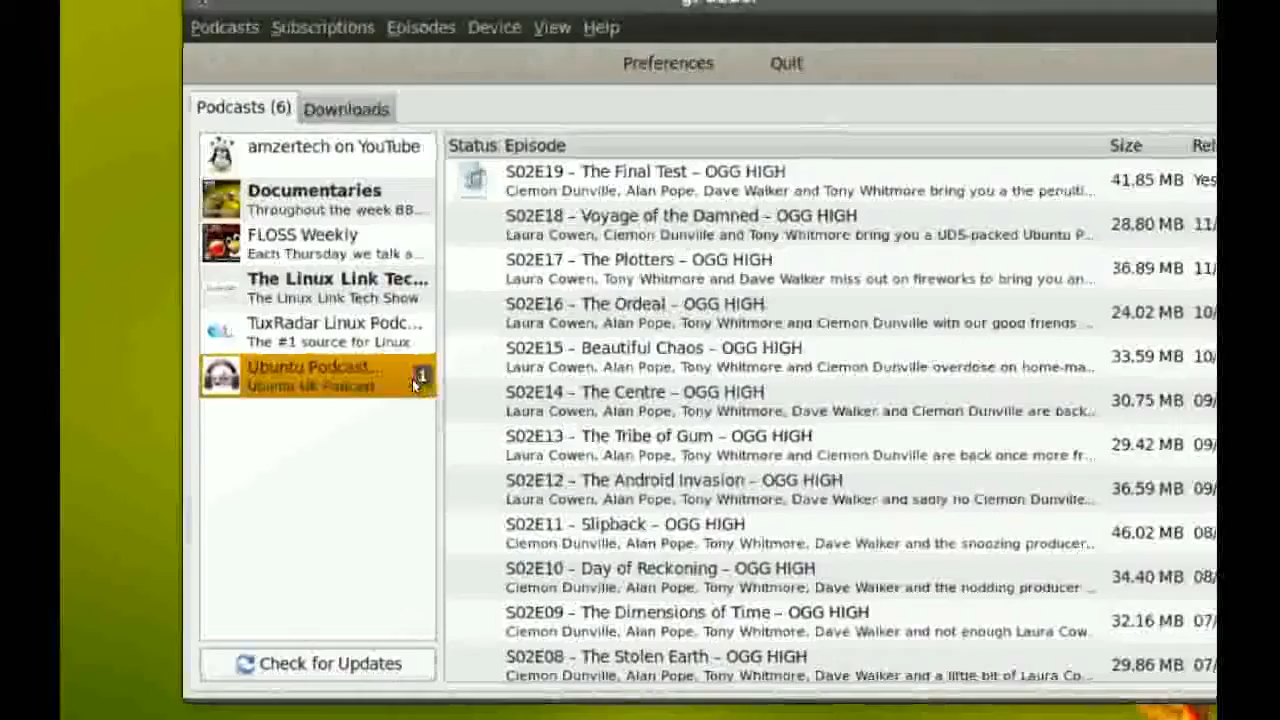 Podcasts Subscriptions Episodes Device View Help
Preferences Quit
Podcasts (6) Downloads
amzertech on YouTube
Documentaries
Throughout the week BB...
FLOSS Weekly
Each Thursday we talk a...
The Linux Link Tec...
The Linux Link Tech Show
TuxRadar Linux Podc...
The #1 source for Linux
Ubuntu Podcast... 1
Ubuntu UK Podcast
Check for Updates
Status Episode Size Rel
S02E19 – The Final Test – OGG HIGH 41.85 MB Yes
Ciemon Dunville, Alan Pope, Dave Walker and Tony Whitmore bring you a the penulti...
S02E18 – Voyage of the Damned – OGG HIGH 28.80 MB 11/
Laura Cowen, Ciemon Dunville and Tony Whitmore bring you a UDS-packed Ubuntu P...
S02E17 – The Plotters – OGG HIGH 36.89 MB 11/
Laura Cowen, Tony Whitmore and Dave Walker miss out on fireworks to bring you an...
S02E16 – The Ordeal – OGG HIGH 24.02 MB 10/
Laura Cowen, Alan Pope, Tony Whitmore and Ciemon Dunville with our good friends ...
S02E15 – Beautiful Chaos – OGG HIGH 33.59 MB 10/
Laura Cowen, Alan Pope, Tony Whitmore and Ciemon Dunville overdose on home-ma...
S02E14 – The Centre – OGG HIGH 30.75 MB 09/
Laura Cowen, Alan Pope, Tony Whitmore, Dave Walker and Ciemon Dunville are back...
S02E13 – The Tribe of Gum – OGG HIGH 29.42 MB 09/
Laura Cowen, Alan Pope, Tony Whitmore and Ciemon Dunville are back once more fr...
S02E12 – The Android Invasion – OGG HIGH 36.59 MB 09/
Laura Cowen, Alan Pope, Tony Whitmore, Dave Walker and sadly no Ciemon Dunville...
S02E11 – Slipback – OGG HIGH 46.02 MB 08/
Ciemon Dunville, Alan Pope, Tony Whitmore, Dave Walker and the snoozing producer...
S02E10 – Day of Reckoning – OGG HIGH 34.40 MB 08/
Ciemon Dunville, Alan Pope, Tony Whitmore, Dave Walker and the nodding producer ...
S02E09 – The Dimensions of Time – OGG HIGH 32.16 MB 07/
Ciemon Dunville, Alan Pope, Tony Whitmore, Dave Walker and not enough Laura Cow.
S02E08 – The Stolen Earth – OGG HIGH 29.86 MB 07/
Ciemon Dunville, Alan Pope, Tony Whitmore, Dave Walker and a little bit of Laura Co...